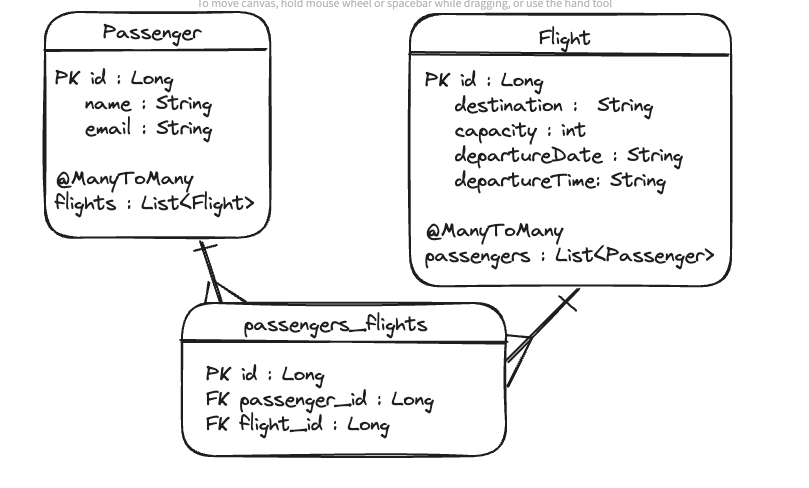 To move canvas, hold mouse wheel or spacebar while dragging, or use the hand tool
Passenger
PK id : Long
name : String
email : String
@ManyToMany
flights : List<Flight>
Flight
PK id : Long
destination : String
capacity : int
departureDate : String
departureTime: String
@ManyToMany
passengers : List<Passenger>
passengers_flights
PK id : Long
FK passenger_id : Long
FK flight_id : Long